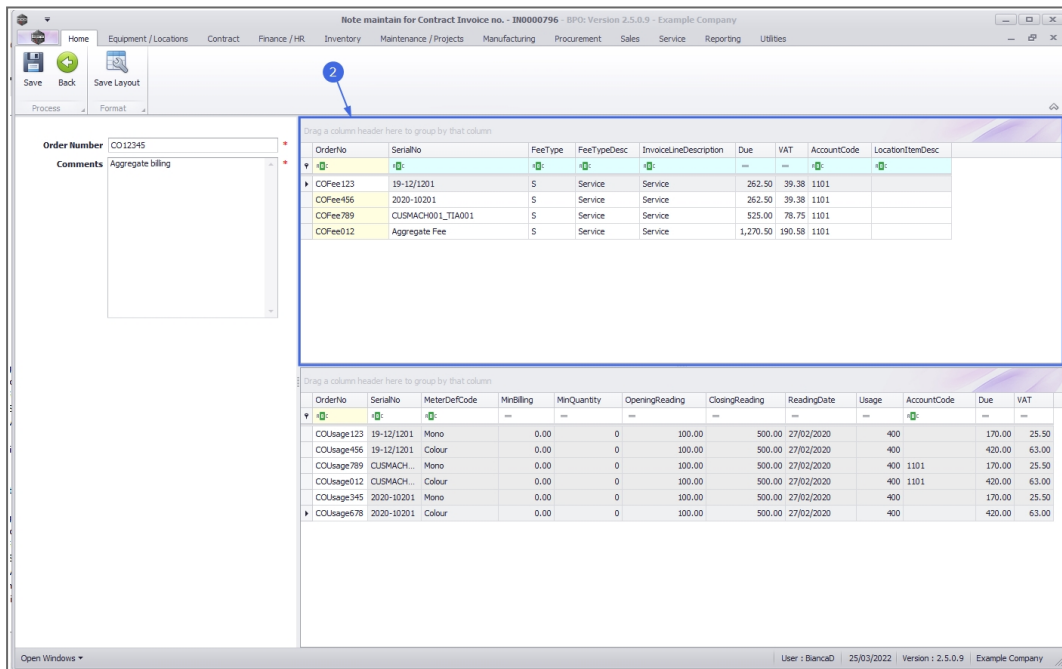 Note maintain for Contract Invoice no. - IN0000796 - BPO: Version 2.5.0.9 - Example Company
Home Equipment / Locations Contract Finance / HR Inventory Maintenance / Projects Manufacturing Procurement Sales Service Reporting Utilities
Save Back Save Layout
Process Format
2
Order Number CO12345 *
Comments Aggregate billing *
Drag a column header here to group by that column
OrderNo SerialNo FeeType FeeTypeDesc InvoiceLineDescription Due VAT AccountCode LocationItemDesc
COFee123 19-12/1201 S Service Service 262.50 39.38 1101
COFee456 2020-10201 S Service Service 262.50 39.38 1101
COFee789 CUSMACH001_TIA001 S Service Service 525.00 78.75 1101
COFee012 Aggregate Fee S Service Service 1,270.50 190.58 1101
Drag a column header here to group by that column
OrderNo SerialNo MeterDefCode MinBilling MinQuantity OpeningReading ClosingReading ReadingDate Usage AccountCode Due VAT
COUsage123 19-12/1201 Mono 0.00 0 100.00 500.00 27/02/2020 400 170.00 25.50
COUsage456 19-12/1201 Colour 0.00 0 100.00 500.00 27/02/2020 400 420.00 63.00
COUsage789 CUSMACH... Mono 0.00 0 100.00 500.00 27/02/2020 400 1101 170.00 25.50
COUsage012 CUSMACH... Colour 0.00 0 100.00 500.00 27/02/2020 400 1101 420.00 63.00
COUsage345 2020-10201 Mono 0.00 0 100.00 500.00 27/02/2020 400 170.00 25.50
COUsage678 2020-10201 Colour 0.00 0 100.00 500.00 27/02/2020 400 420.00 63.00
Open Windows User : BiancaD 25/03/2022 Version : 2.5.0.9 Example Company